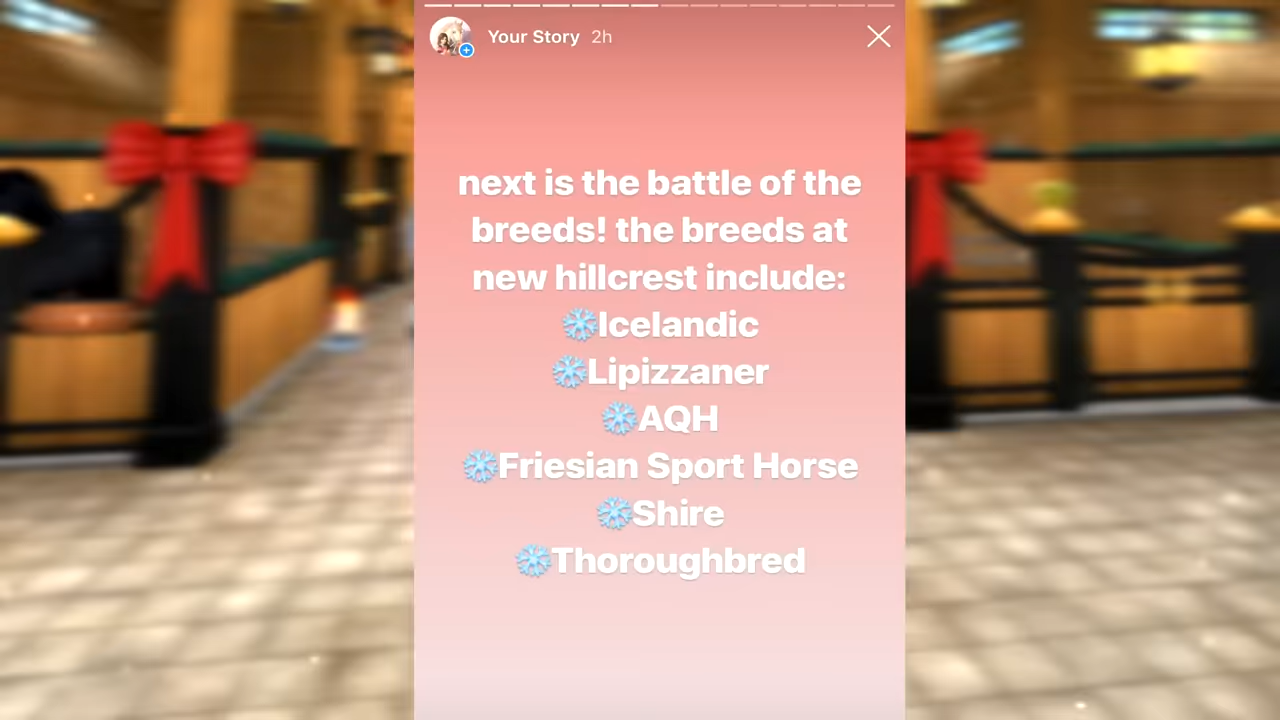 Your Story 2h
next is the battle of the
breeds! the breeds at
new hillcrest include:
❄️Icelandic
❄️Lipizzaner
❄️AQH
❄️Friesian Sport Horse
❄️Shire
❄️Thoroughbred